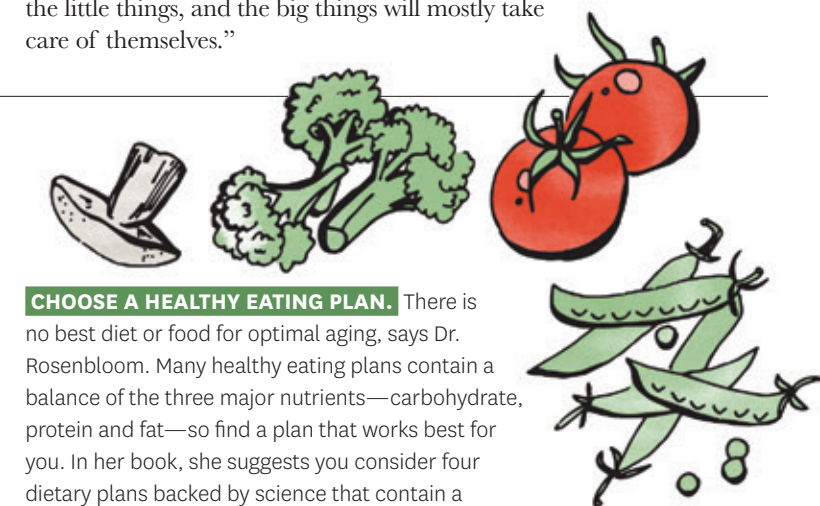 the little things, and the big things will mostly take
care of themselves.”
CHOOSE A HEALTHY EATING PLAN. There is
no best diet or food for optimal aging, says Dr.
Rosenbloom. Many healthy eating plans contain a
balance of the three major nutrients—carbohydrate,
protein and fat—so find a plan that works best for
you. In her book, she suggests you consider four
dietary plans backed by science that contain a